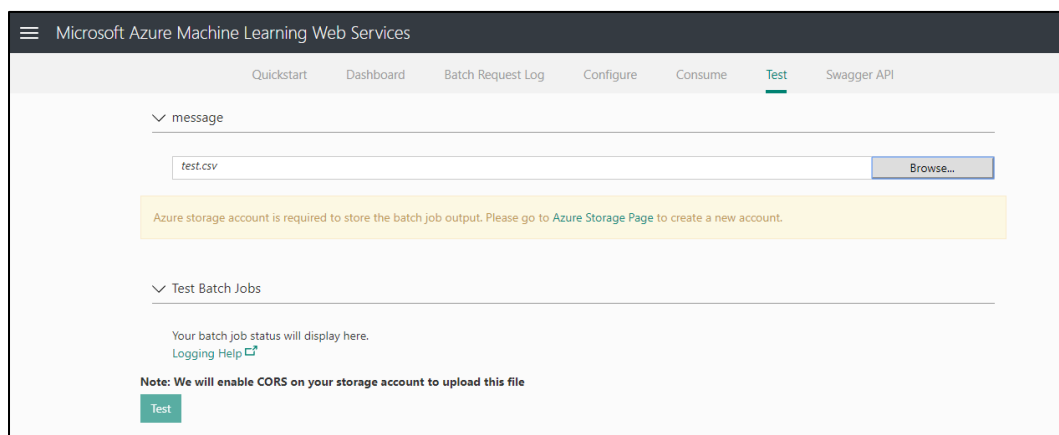 Microsoft Azure Machine Learning Web Services
Quickstart Dashboard Batch Request Log Configure Consume Test Swagger API
message
test.csv Browse...
Azure storage account is required to store the batch job output. Please go to Azure Storage Page to create a new account.
Test Batch Jobs
Your batch job status will display here.
Logging Help
Note: We will enable CORS on your storage account to upload this file
Test